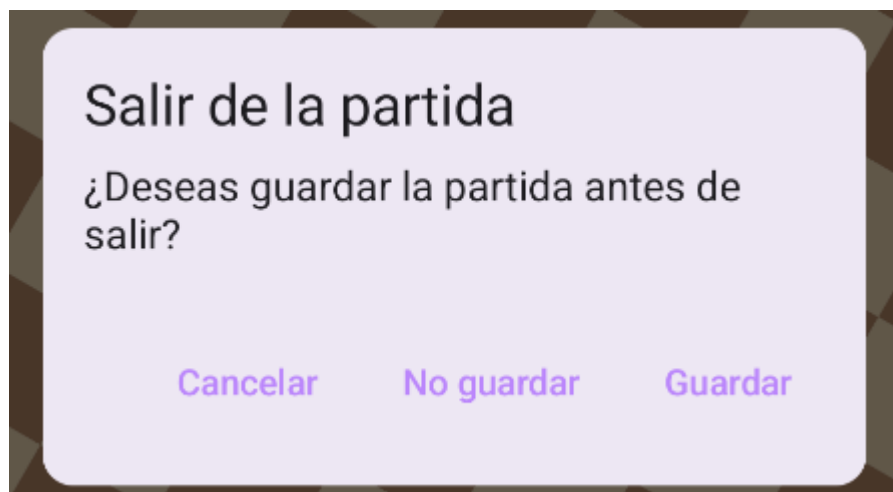 Salir de la partida
¿Deseas guardar la partida antes de
salir?
Cancelar No guardar Guardar